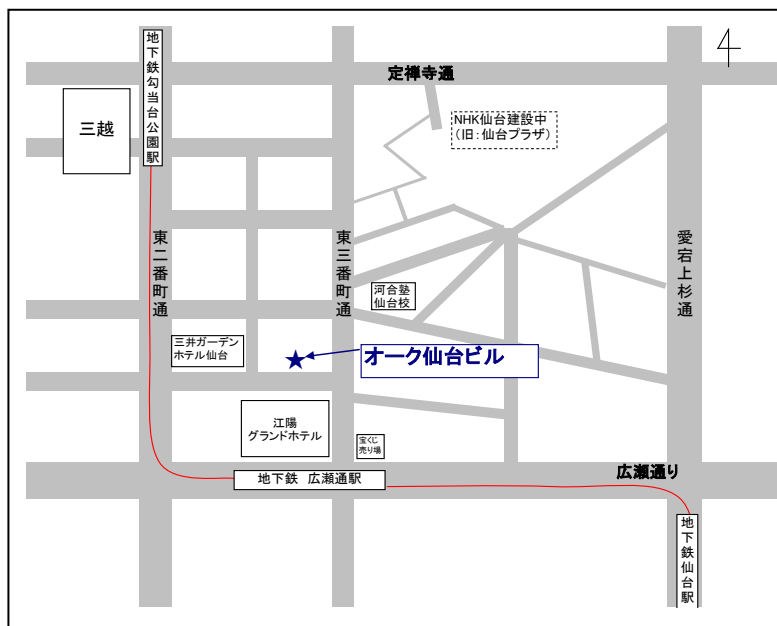 地下鉄勾当台公園駅
定禅寺通
三越
NHK仙台建設中
(旧:仙台プラザ)
東二番町通
東三番町通
愛宕上杉通
河合塾
仙台校
三井ガーデン
ホテル仙台
オーク仙台ビル
江陽
グランドホテル
宝くじ
売り場
広瀬通り
地下鉄 広瀬通駅
地下鉄仙台駅